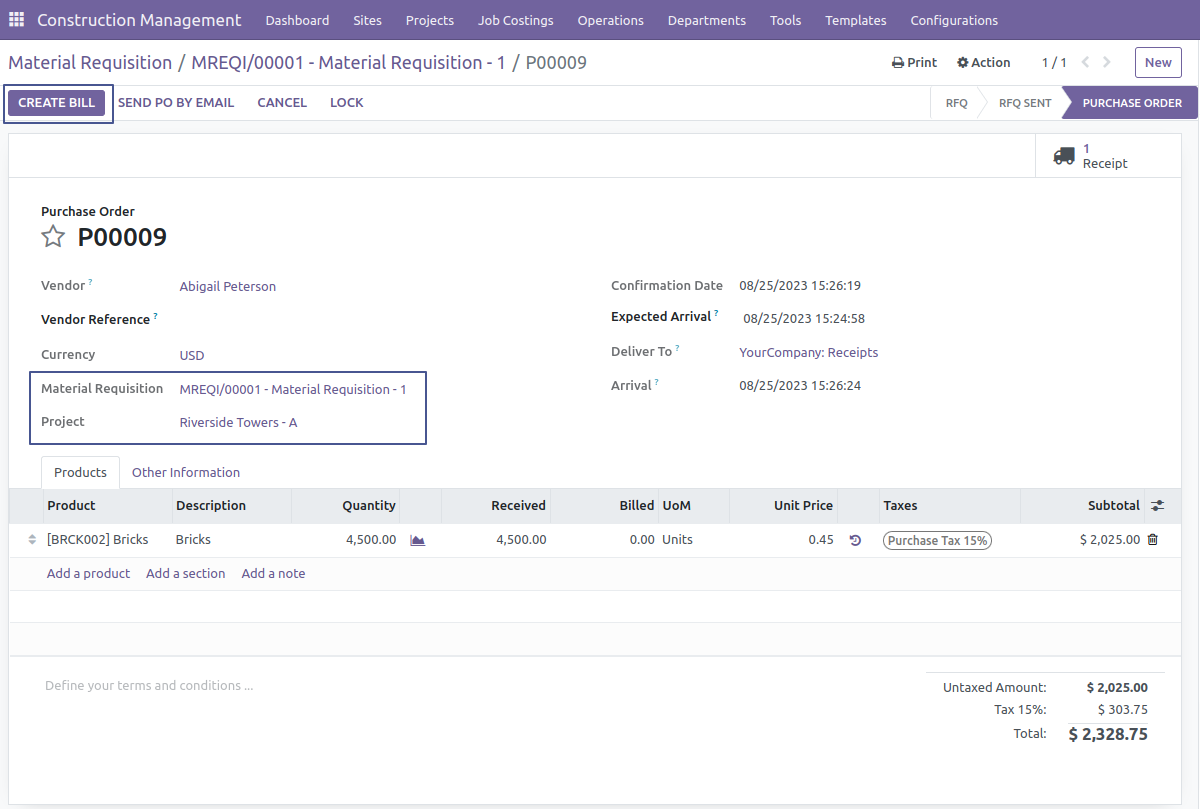 Construction Management Dashboard Sites Projects Job Costings Operations Departments Tools Templates Configurations
Material Requisition / MREQI/00001 - Material Requisition - 1 / P00009 Print Action 1 / 1 New
CREATE BILL SEND PO BY EMAIL CANCEL LOCK RFQ RFQ SENT PURCHASE ORDER
1
Receipt
Purchase Order
P00009
Vendor ? Abigail Peterson
Vendor Reference ?
Currency USD
Material Requisition MREQI/00001 - Material Requisition - 1
Project Riverside Towers - A
Confirmation Date 08/25/2023 15:26:19
Expected Arrival ? 08/25/2023 15:24:58
Deliver To ? YourCompany: Receipts
Arrival ? 08/25/2023 15:26:24
Products Other Information
Product Description Quantity Received Billed UoM Unit Price Taxes Subtotal
[BRCK002] Bricks Bricks 4,500.00 4,500.00 0.00 Units 0.45 Purchase Tax 15% $ 2,025.00
Add a product Add a section Add a note
Define your terms and conditions ...
Untaxed Amount: $ 2,025.00
Tax 15%: $ 303.75
Total: $ 2,328.75